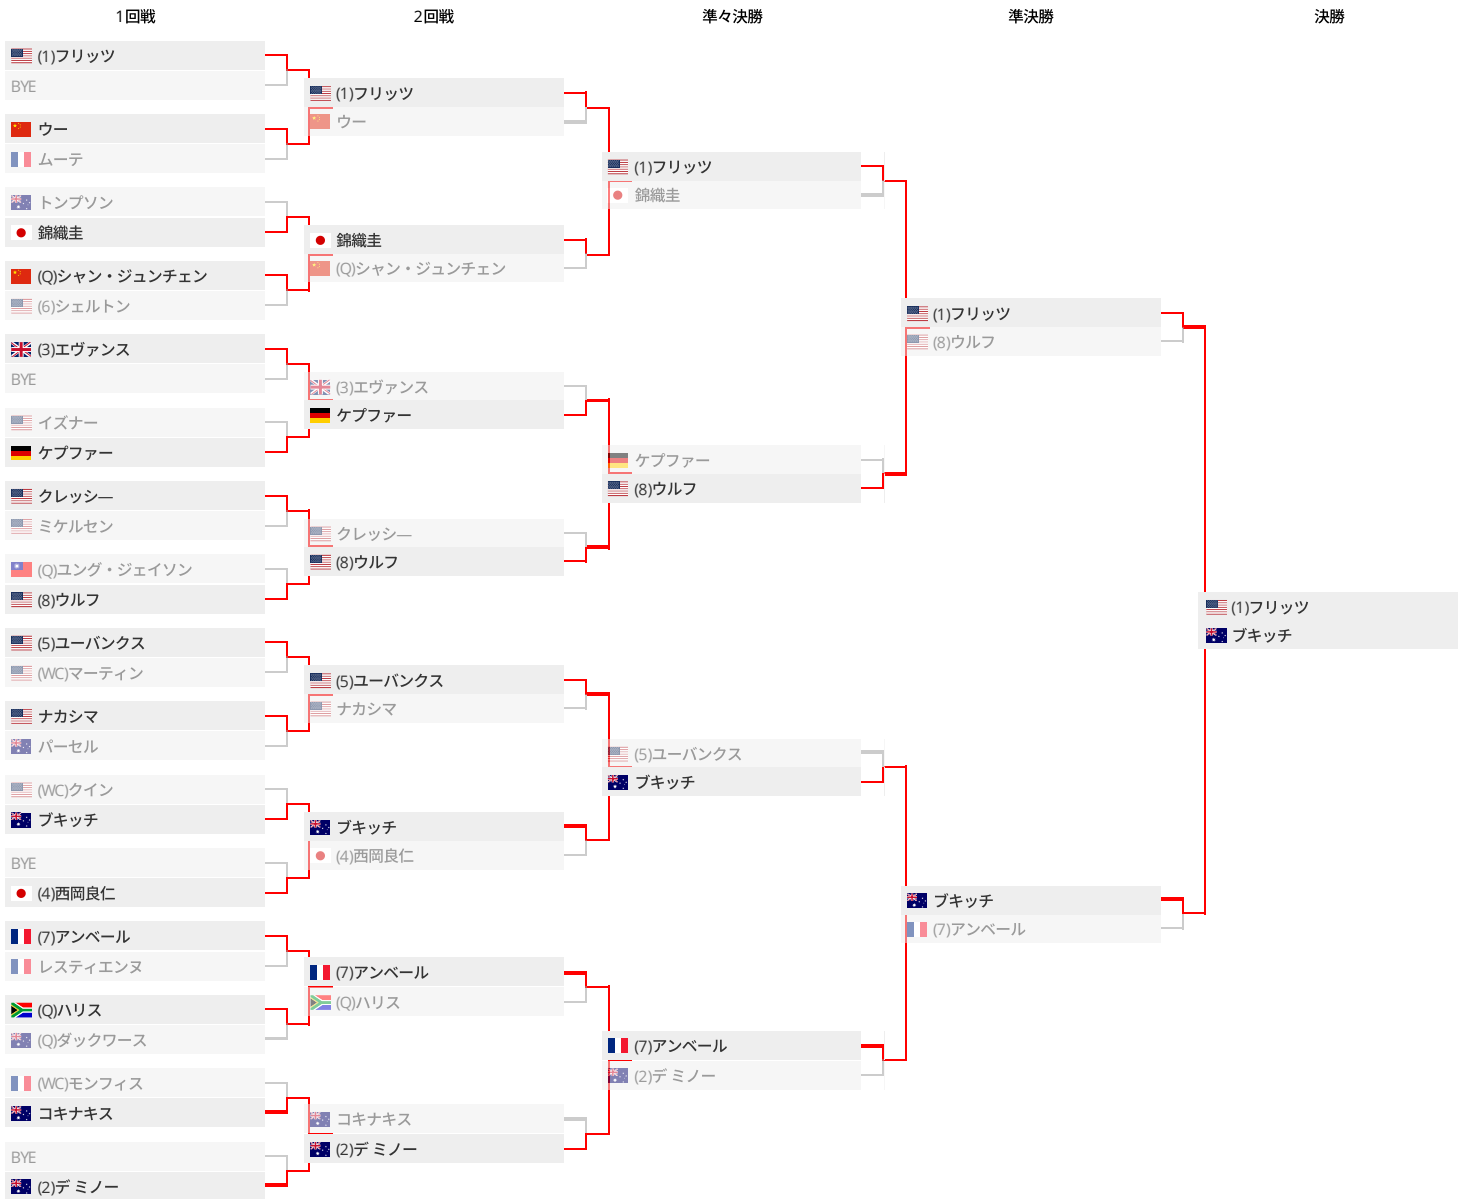 1回戦
2回戦
準々決勝
準決勝
決勝
(1)フリッツ
BYE
ウー
ムーテ
トンプソン
錦織圭
(Q)シャン・ジュンチェン
(6)シェルトン
(3)エヴァンス
BYE
イズナー
ケプファー
クレッシ―
ミケルセン
(Q)ユング・ジェイソン
(8)ウルフ
(5)ユーバンクス
(WC)マーティン
ナカシマ
パーセル
(WC)クイン
ブキッチ
BYE
(4)西岡良仁
(7)アンベール
レスティエンヌ
(Q)ハリス
(Q)ダックワース
(WC)モンフィス
コキナキス
BYE
(2)デ ミノー
(1)フリッツ
ウー
錦織圭
(Q)シャン・ジュンチェン
(3)エヴァンス
ケプファー
クレッシ―
(8)ウルフ
(5)ユーバンクス
ナカシマ
ブキッチ
(4)西岡良仁
(7)アンベール
(Q)ハリス
コキナキス
(2)デ ミノー
(1)フリッツ
錦織圭
ケプファー
(8)ウルフ
(5)ユーバンクス
ブキッチ
(7)アンベール
(2)デ ミノー
(1)フリッツ
(8)ウルフ
ブキッチ
(7)アンベール
(1)フリッツ
ブキッチ